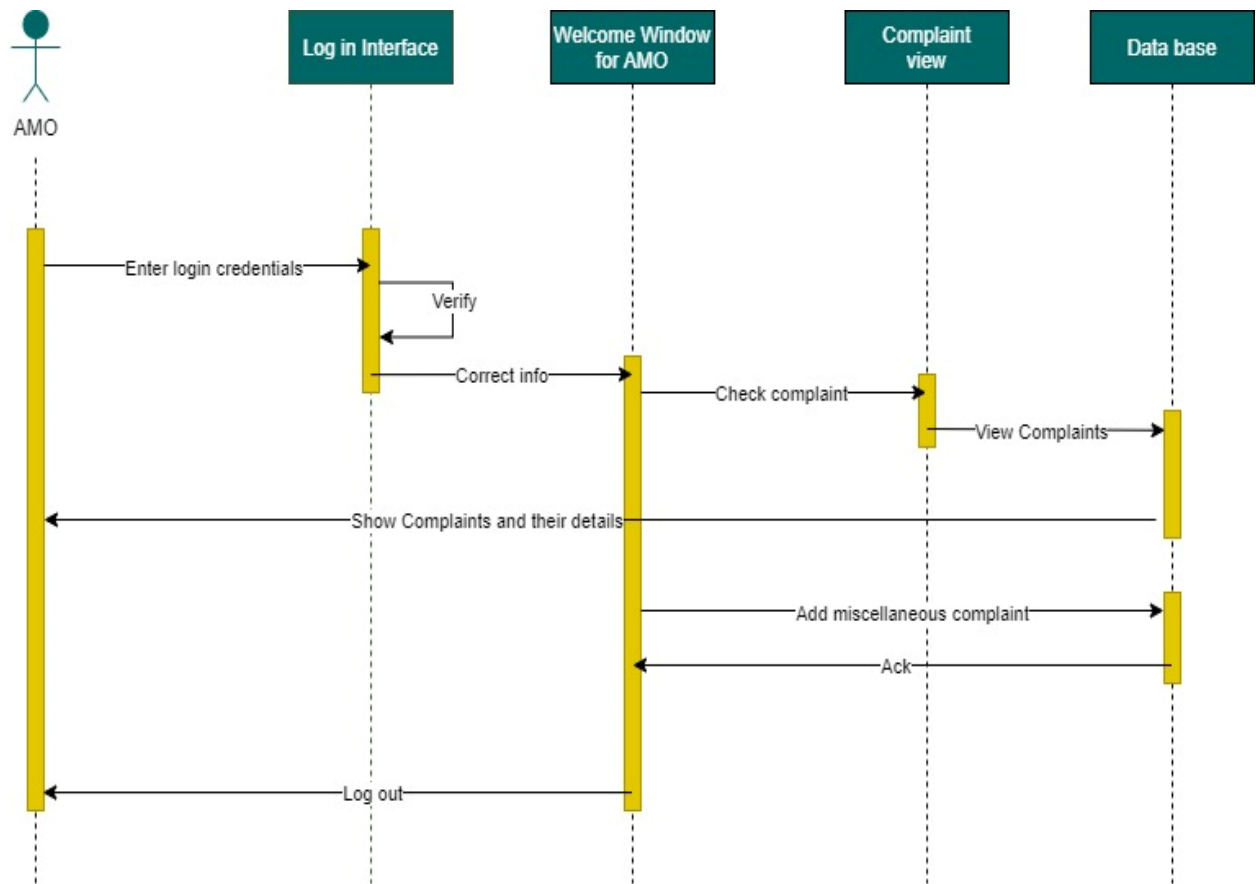 Log in Interface
Welcome Window
for AMO
Complaint
view
Data base
AMO
Enter login credentials
Verify
Correct info
Check complaint
View Complaints
Show Complaints and their details
Add miscellaneous complaint
Ack
Log out